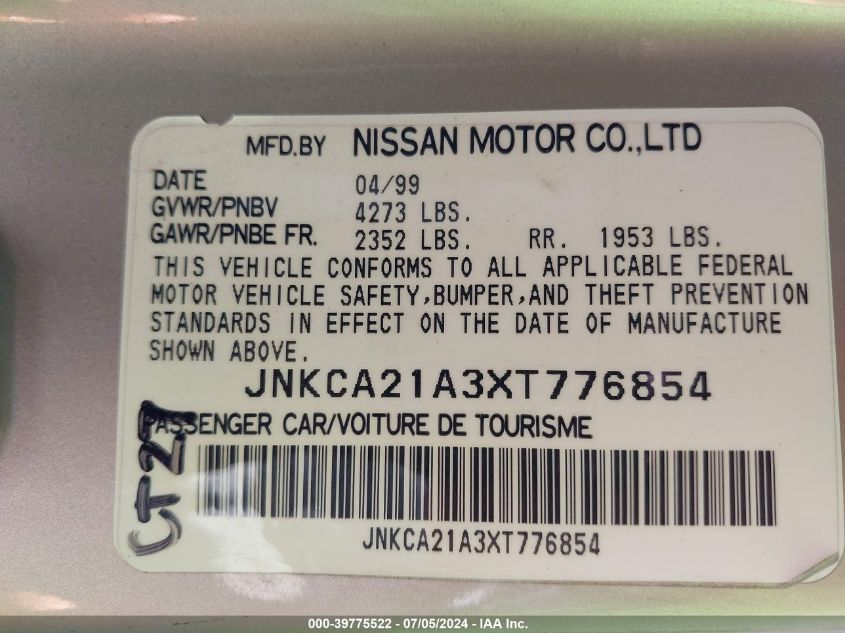 MFD.BY NISSAN MOTOR CO.,LTD
DATE 04/99
GVWR/PNBV 4273 LBS.
GAWR/PNBE FR. 2352 LBS. RR. 1953 LBS.
THIS VEHICLE CONFORMS TO ALL APPLICABLE FEDERAL
MOTOR VEHICLE SAFETY,BUMPER,AND THEFT PREVENTION
STANDARDS IN EFFECT ON THE DATE OF MANUFACTURE
SHOWN ABOVE.
JNKCA21A3XT776854
PASSENGER CAR/VOITURE DE TOURISME
JNKCA21A3XT776854
CT27
000-39775522 - 07/05/2024 - IAA Inc.